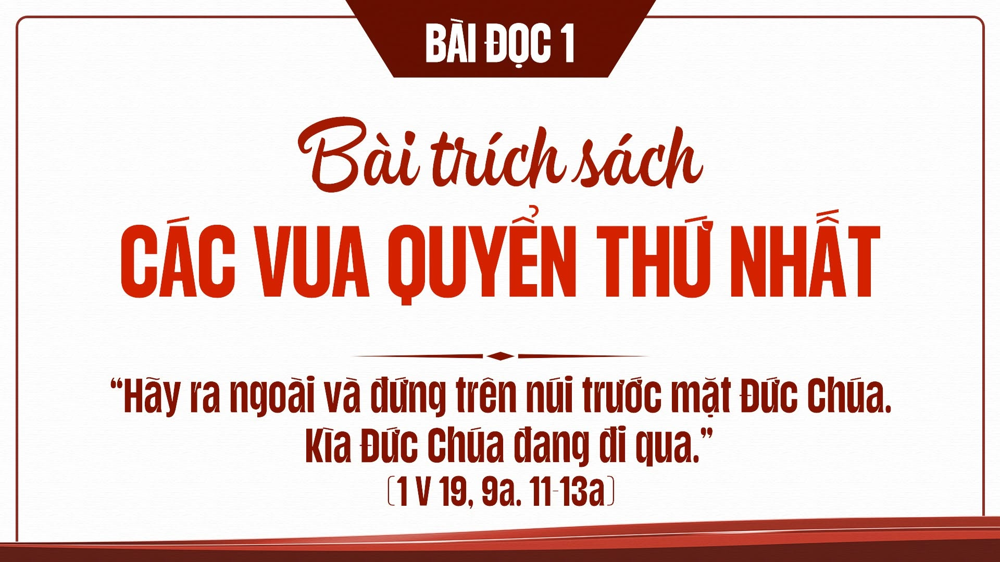 BÀI ĐỌC 1
Bài trích sách
CÁC VUA QUYỂN THỨ NHẤT
“Hãy ra ngoài và đứng trên núi trước mặt Đức Chúa.
Kìa Đức Chúa đang đi qua.”
(1 V 19, 9a. 11-13a)